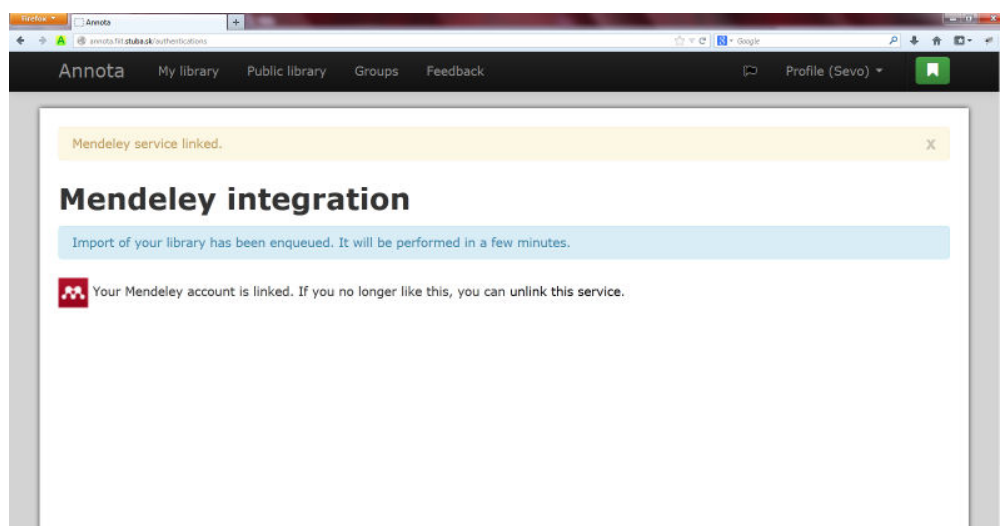 Firefox
Annota
annota.fiit.stuba.sk/authentications
Google
Annota My library Public library Groups Feedback Profile (Sevo)
Mendeley service linked. x
Mendeley integration
Import of your library has been enqueued. It will be performed in a few minutes.
Your Mendeley account is linked. If you no longer like this, you can unlink this service.